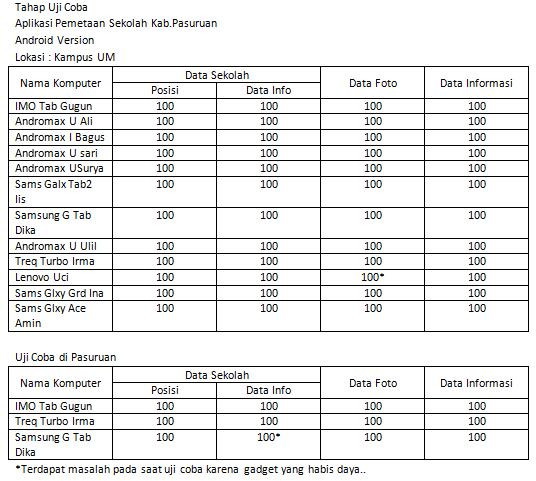 Tahap Uji Coba
Aplikasi Pemetaan Sekolah Kab.Pasuruan
Android Version
Lokasi : Kampus UM
Nama Komputer Data Sekolah Data Foto Data Informasi
Posisi Data Info
IMO Tab Gugun 100 100 100 100
Andromax U Ali 100 100 100 100
Andromax I Bagus 100 100 100 100
Andromax U sari 100 100 100 100
Andromax USurya 100 100 100 100
Sams Galx Tab2 100 100 100 100
Iis
Samsung G Tab 100 100 100 100
Dika
Andromax U Ulil 100 100 100 100
Treq Turbo Irma 100 100 100 100
Lenovo Uci 100 100 100* 100
Sams Glxy Grd Ina 100 100 100 100
Sams Glxy Ace 100 100 100 100
Amin
Uji Coba di Pasuruan
Nama Komputer Data Sekolah Data Foto Data Informasi
Posisi Data Info
IMO Tab Gugun 100 100 100 100
Treq Turbo Irma 100 100 100 100
Samsung G Tab 100 100* 100 100
Dika
*Terdapat masalah pada saat uji coba karena gadget yang habis daya..